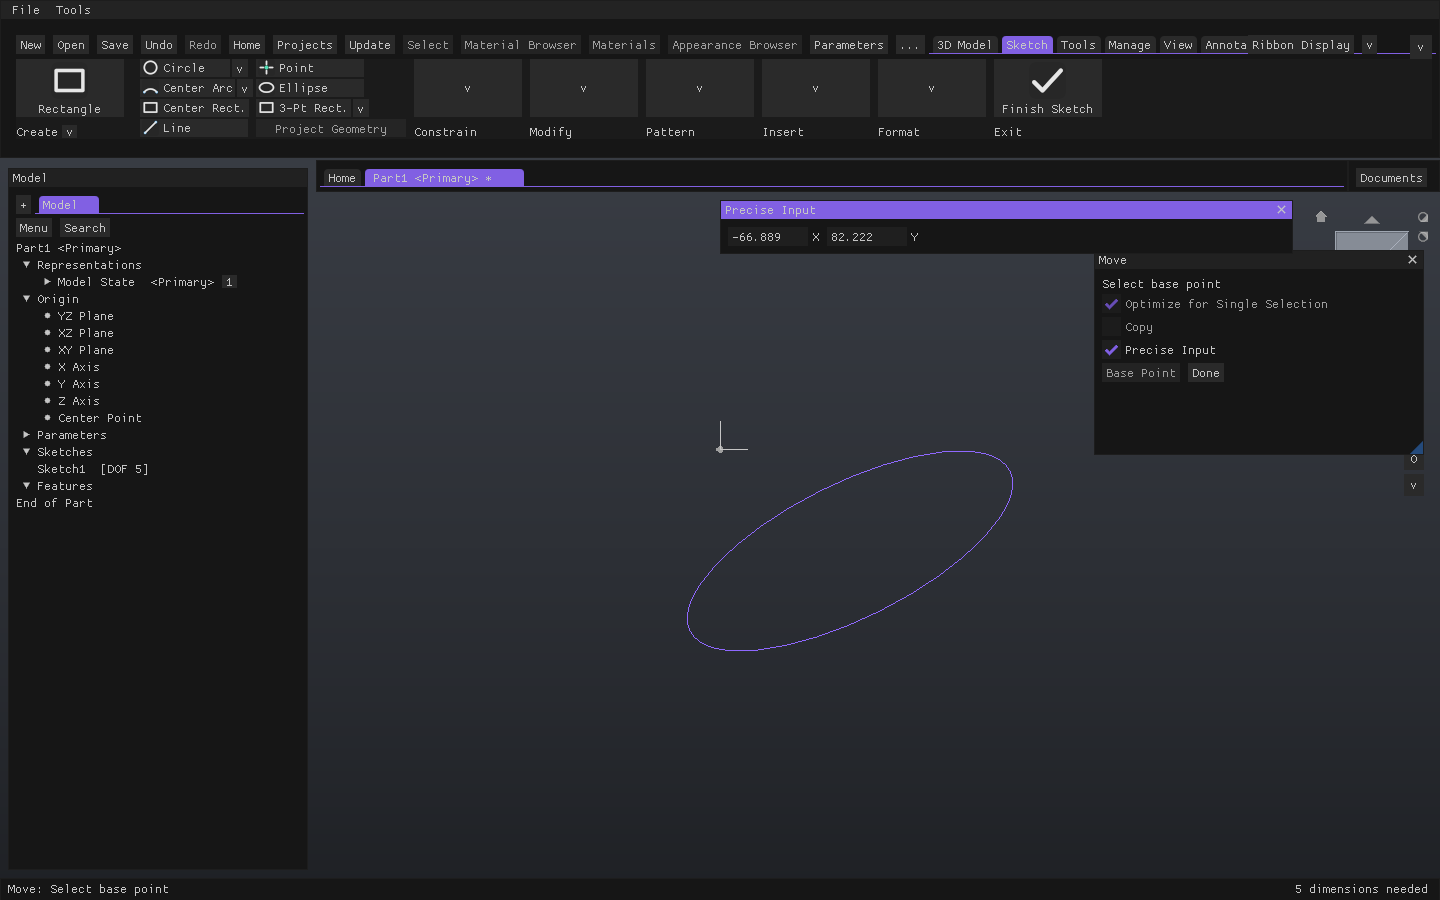 File Tools
New Open Save Undo Redo Home Projects Update Select Material Browser Materials Appearance Browser Parameters ... 3D Model Sketch Tools Manage View Annota Ribbon Display v v
Rectangle
Create v
Circle v
Center Arc v
Center Rect.
Line
Point
Ellipse
3-Pt Rect. v
Project Geometry
v
Constrain
v
Modify
v
Pattern
v
Insert
v
Format
Finish Sketch
Exit
Model
+ Model
Menu Search
Part1 <Primary>
Representations
Model State <Primary> 1
Origin
YZ Plane
XZ Plane
XY Plane
X Axis
Y Axis
Z Axis
Center Point
Parameters
Sketches
Sketch1 [DOF 5]
Features
End of Part
Home Part1 <Primary> * Documents
Precise Input
-66.889 X 82.222 Y
Move
Select base point
Optimize for Single Selection
Copy
Precise Input
Base Point Done
O
v
Move: Select base point
5 dimensions needed